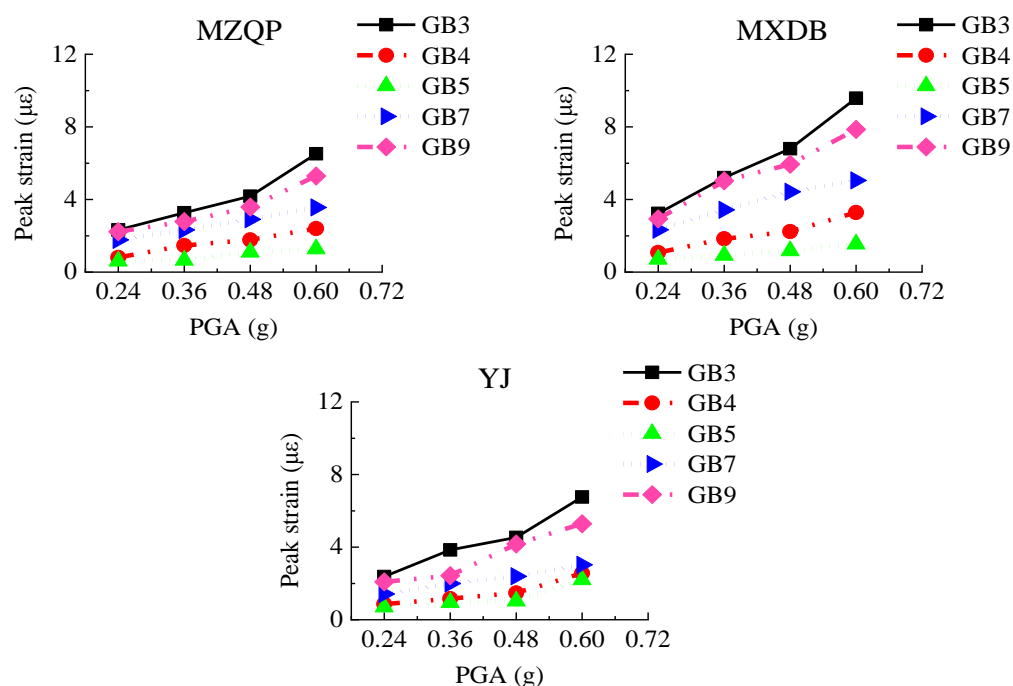 MZQP
GB3
GB4
GB5
GB7
GB9
12
8
4
0
Peak strain (με)
0.24 0.36 0.48 0.60 0.72
PGA (g)
MXDB
GB3
GB4
GB5
GB7
GB9
12
8
4
0
Peak strain (με)
0.24 0.36 0.48 0.60 0.72
PGA (g)
YJ
GB3
GB4
GB5
GB7
GB9
12
8
4
0
Peak strain (με)
0.24 0.36 0.48 0.60 0.72
PGA (g)